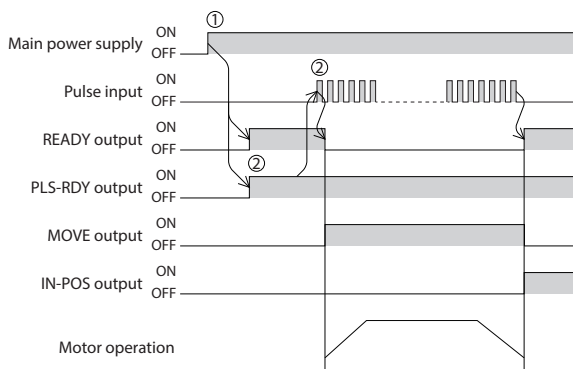 ①
Main power supply ON
OFF
②
Pulse input ON
OFF
READY output ON
OFF
②
PLS-RDY output ON
OFF
MOVE output ON
OFF
IN-POS output ON
OFF
Motor operation